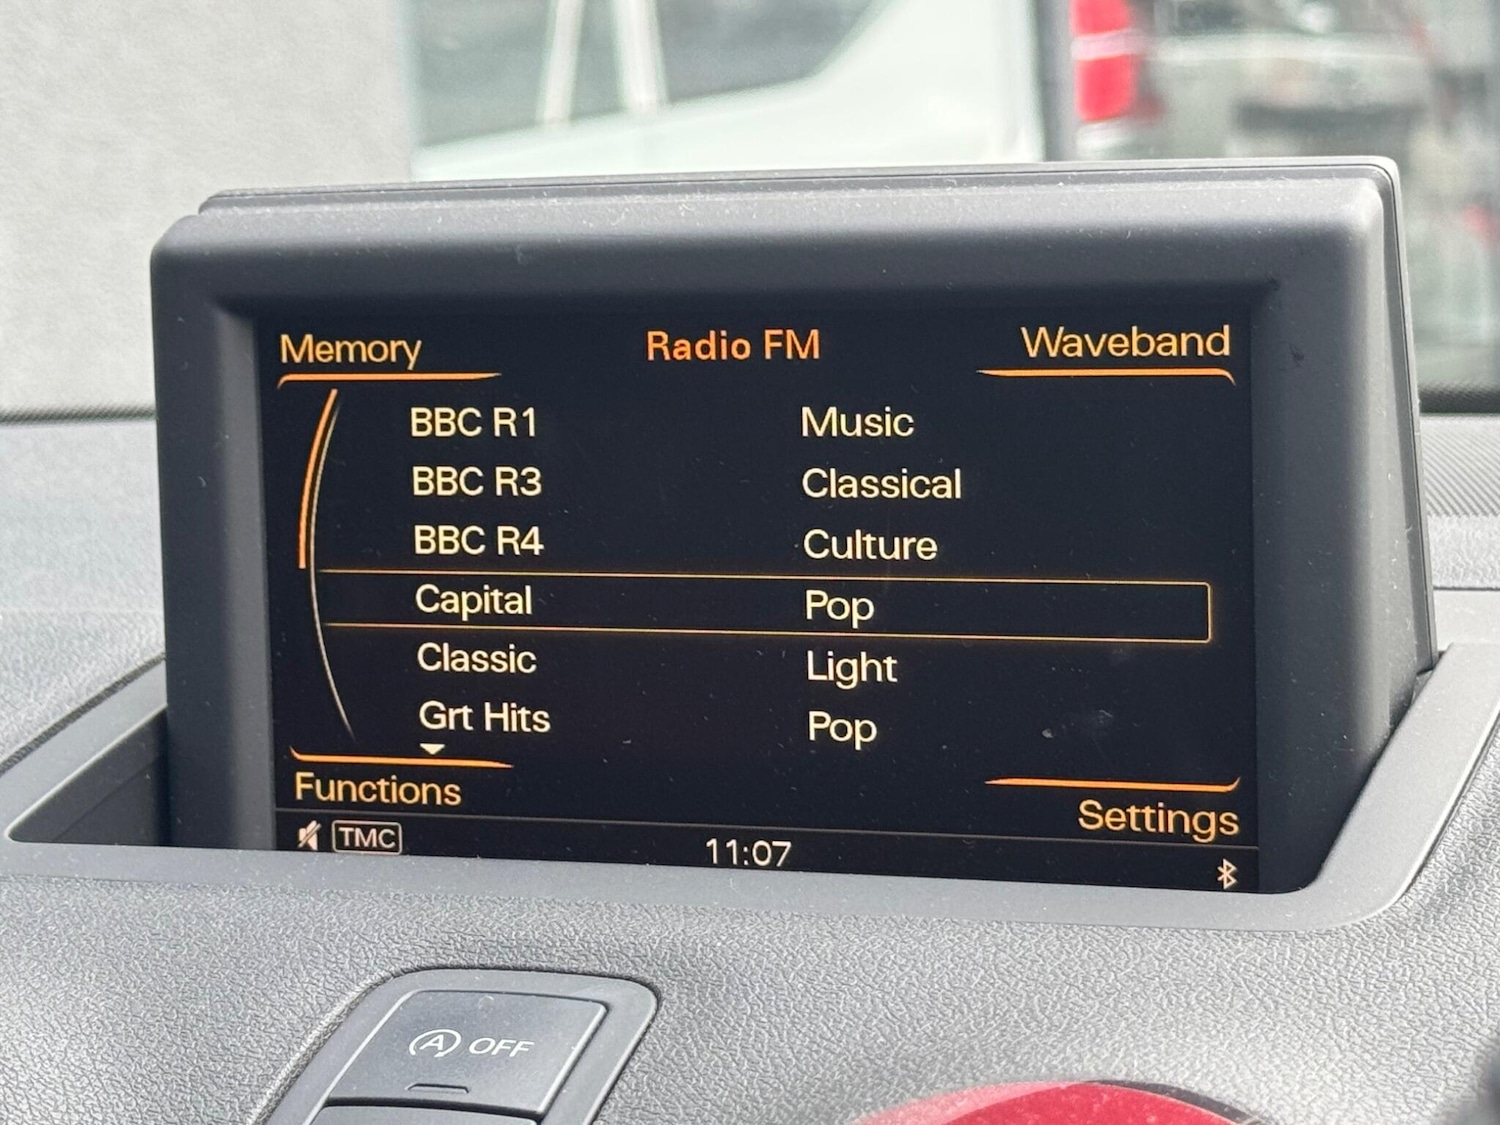 Memory Radio FM Waveband
BBC R1 Music
BBC R3 Classical
BBC R4 Culture
Capital Pop
Classic Light
Grt Hits Pop
Functions Settings
TMC 11:07
A OFF